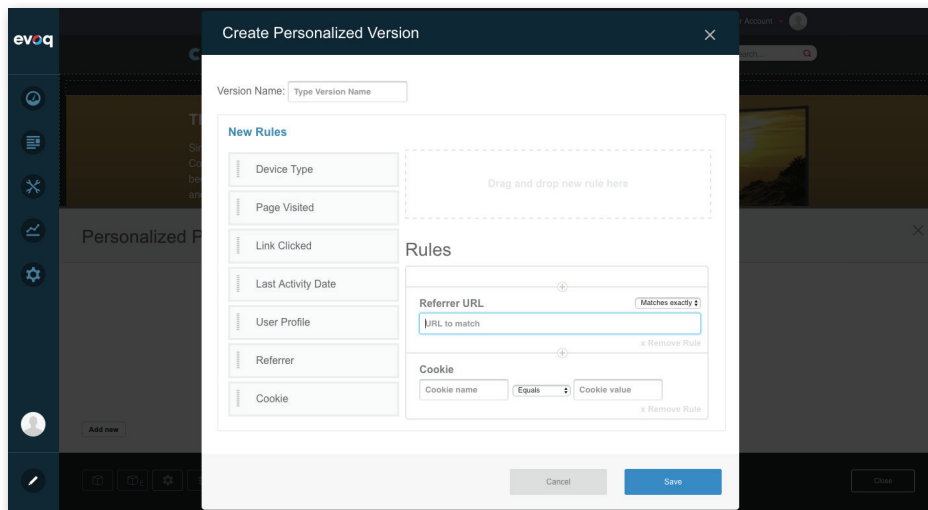 evoq
Create Personalized Version
r Account
Version Name: Type Version Name
New Rules
Device Type
Page Visited
Link Clicked
Last Activity Date
User Profile
Referrer
Cookie
Drag and drop new rule here
Rules
Referrer URL
Matches exactly
URL to match
x Remove Rule
Cookie
Cookie name
Equals
Cookie value
x Remove Rule
Personalized P
Add new
Cancel
Save
Close